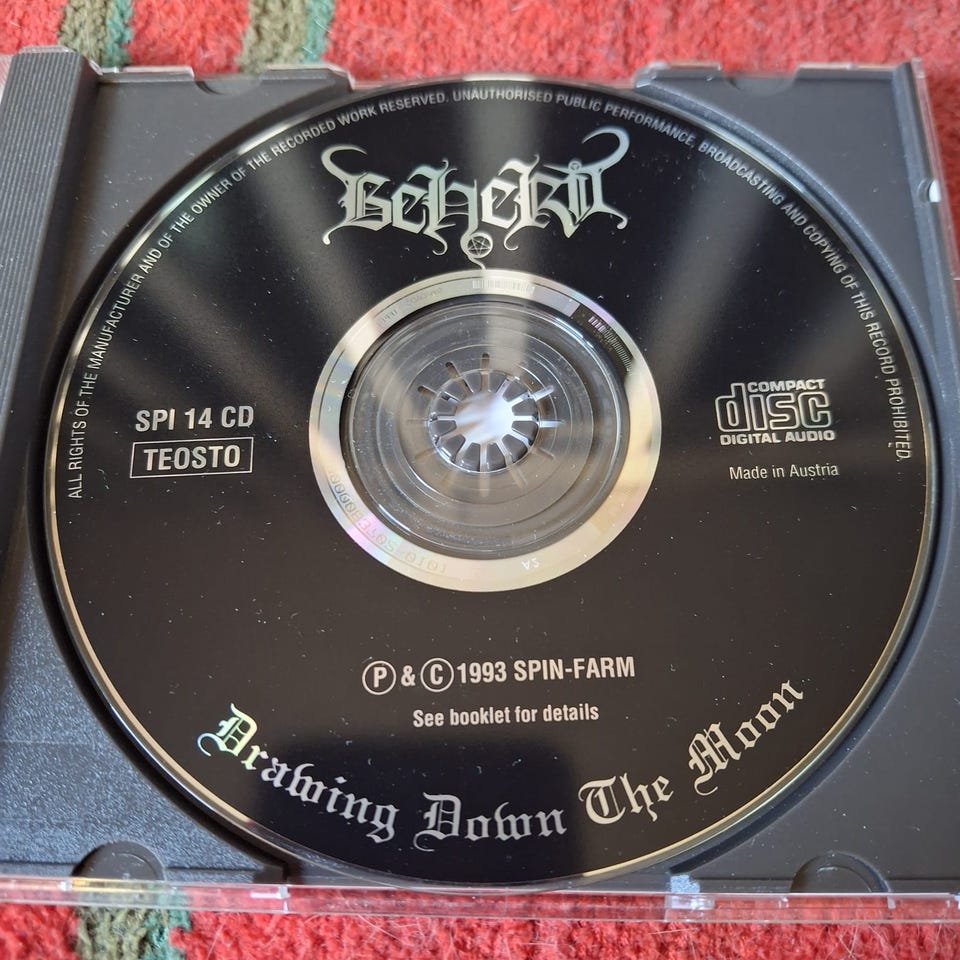 ALL RIGHTS OF THE MANUFACTURER AND OF THE OWNER OF THE RECORDED WORK RESERVED. UNAUTHORISED PUBLIC PERFORMANCE, BROADCASTING AND COPYING OF THIS RECORD PROHIBITED.
Beherit
SPI 14 CD
TEOSTO
COMPACT
disc
DIGITAL AUDIO
Made in Austria
Ⓟ & Ⓒ 1993 SPIN-FARM
See booklet for details
Drawing Down The Moon